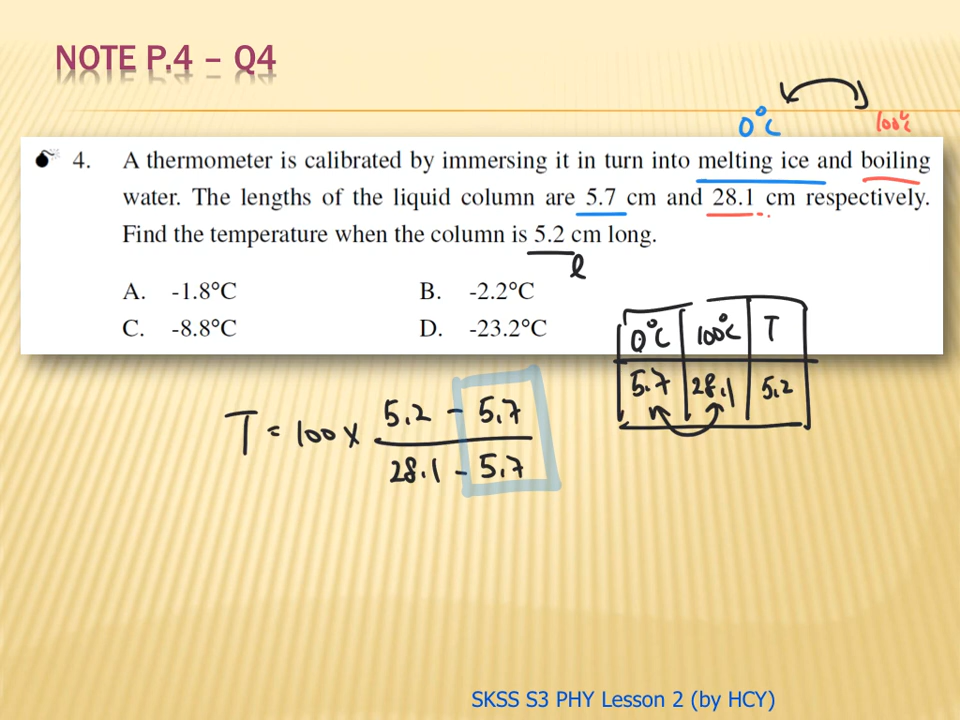 NOTE P.4 – Q4
0°C
100°C
4. A thermometer is calibrated by immersing it in turn into melting ice and boiling
water. The lengths of the liquid column are 5.7 cm and 28.1 cm respectively.
Find the temperature when the column is 5.2 cm long.
ℓ
A. -1.8°C B. -2.2°C
C. -8.8°C D. -23.2°C
0°C 100°C T
5.7 28.1 5.2
T = 100 × 5.2 - 5.7
28.1 - 5.7
SKSS S3 PHY Lesson 2 (by HCY)